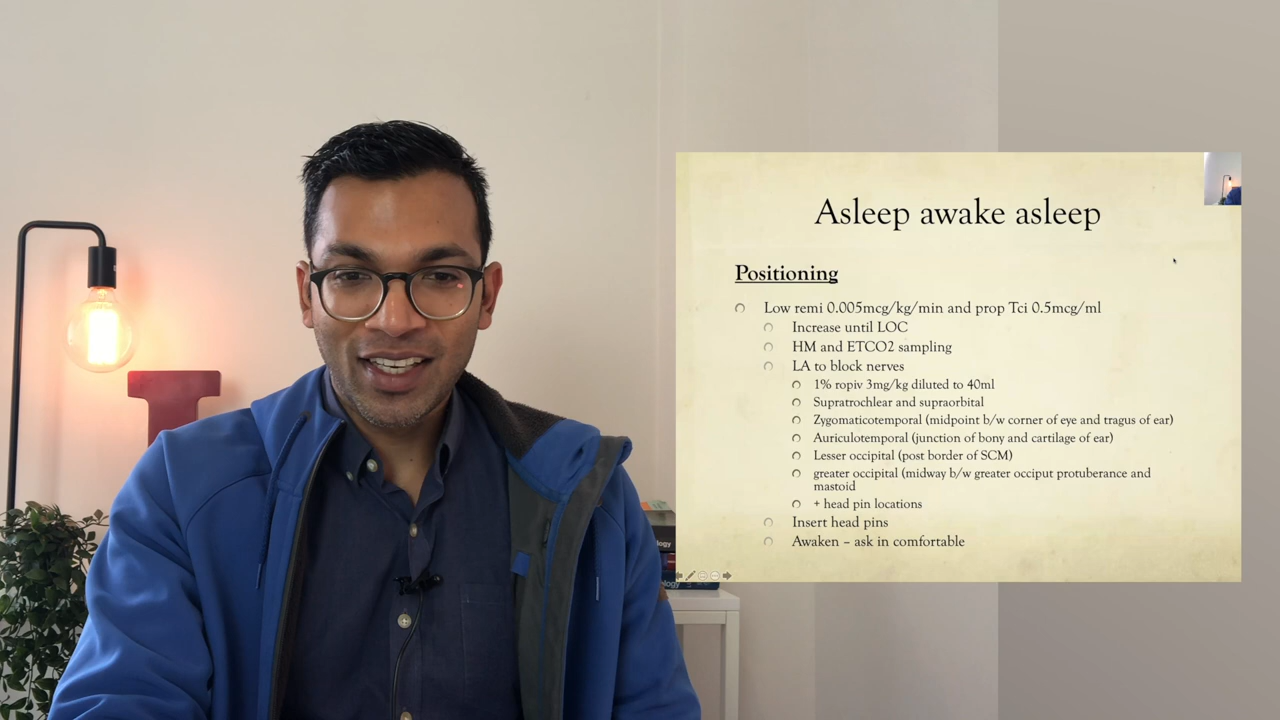 Asleep awake asleep
Positioning
Low remi 0.005mcg/kg/min and prop Tci 0.5mcg/ml
Increase until LOC
HM and ETCO2 sampling
LA to block nerves
1% ropiv 3mg/kg diluted to 40ml
Supratrochlear and supraorbital
Zygomaticotemporal (midpoint b/w corner of eye and tragus of ear)
Auriculotemporal (junction of bony and cartilage of ear)
Lesser occipital (post border of SCM)
greater occipital (midway b/w greater occiput protuberance and
mastoid
+ head pin locations
Insert head pins
Awaken – ask in comfortable